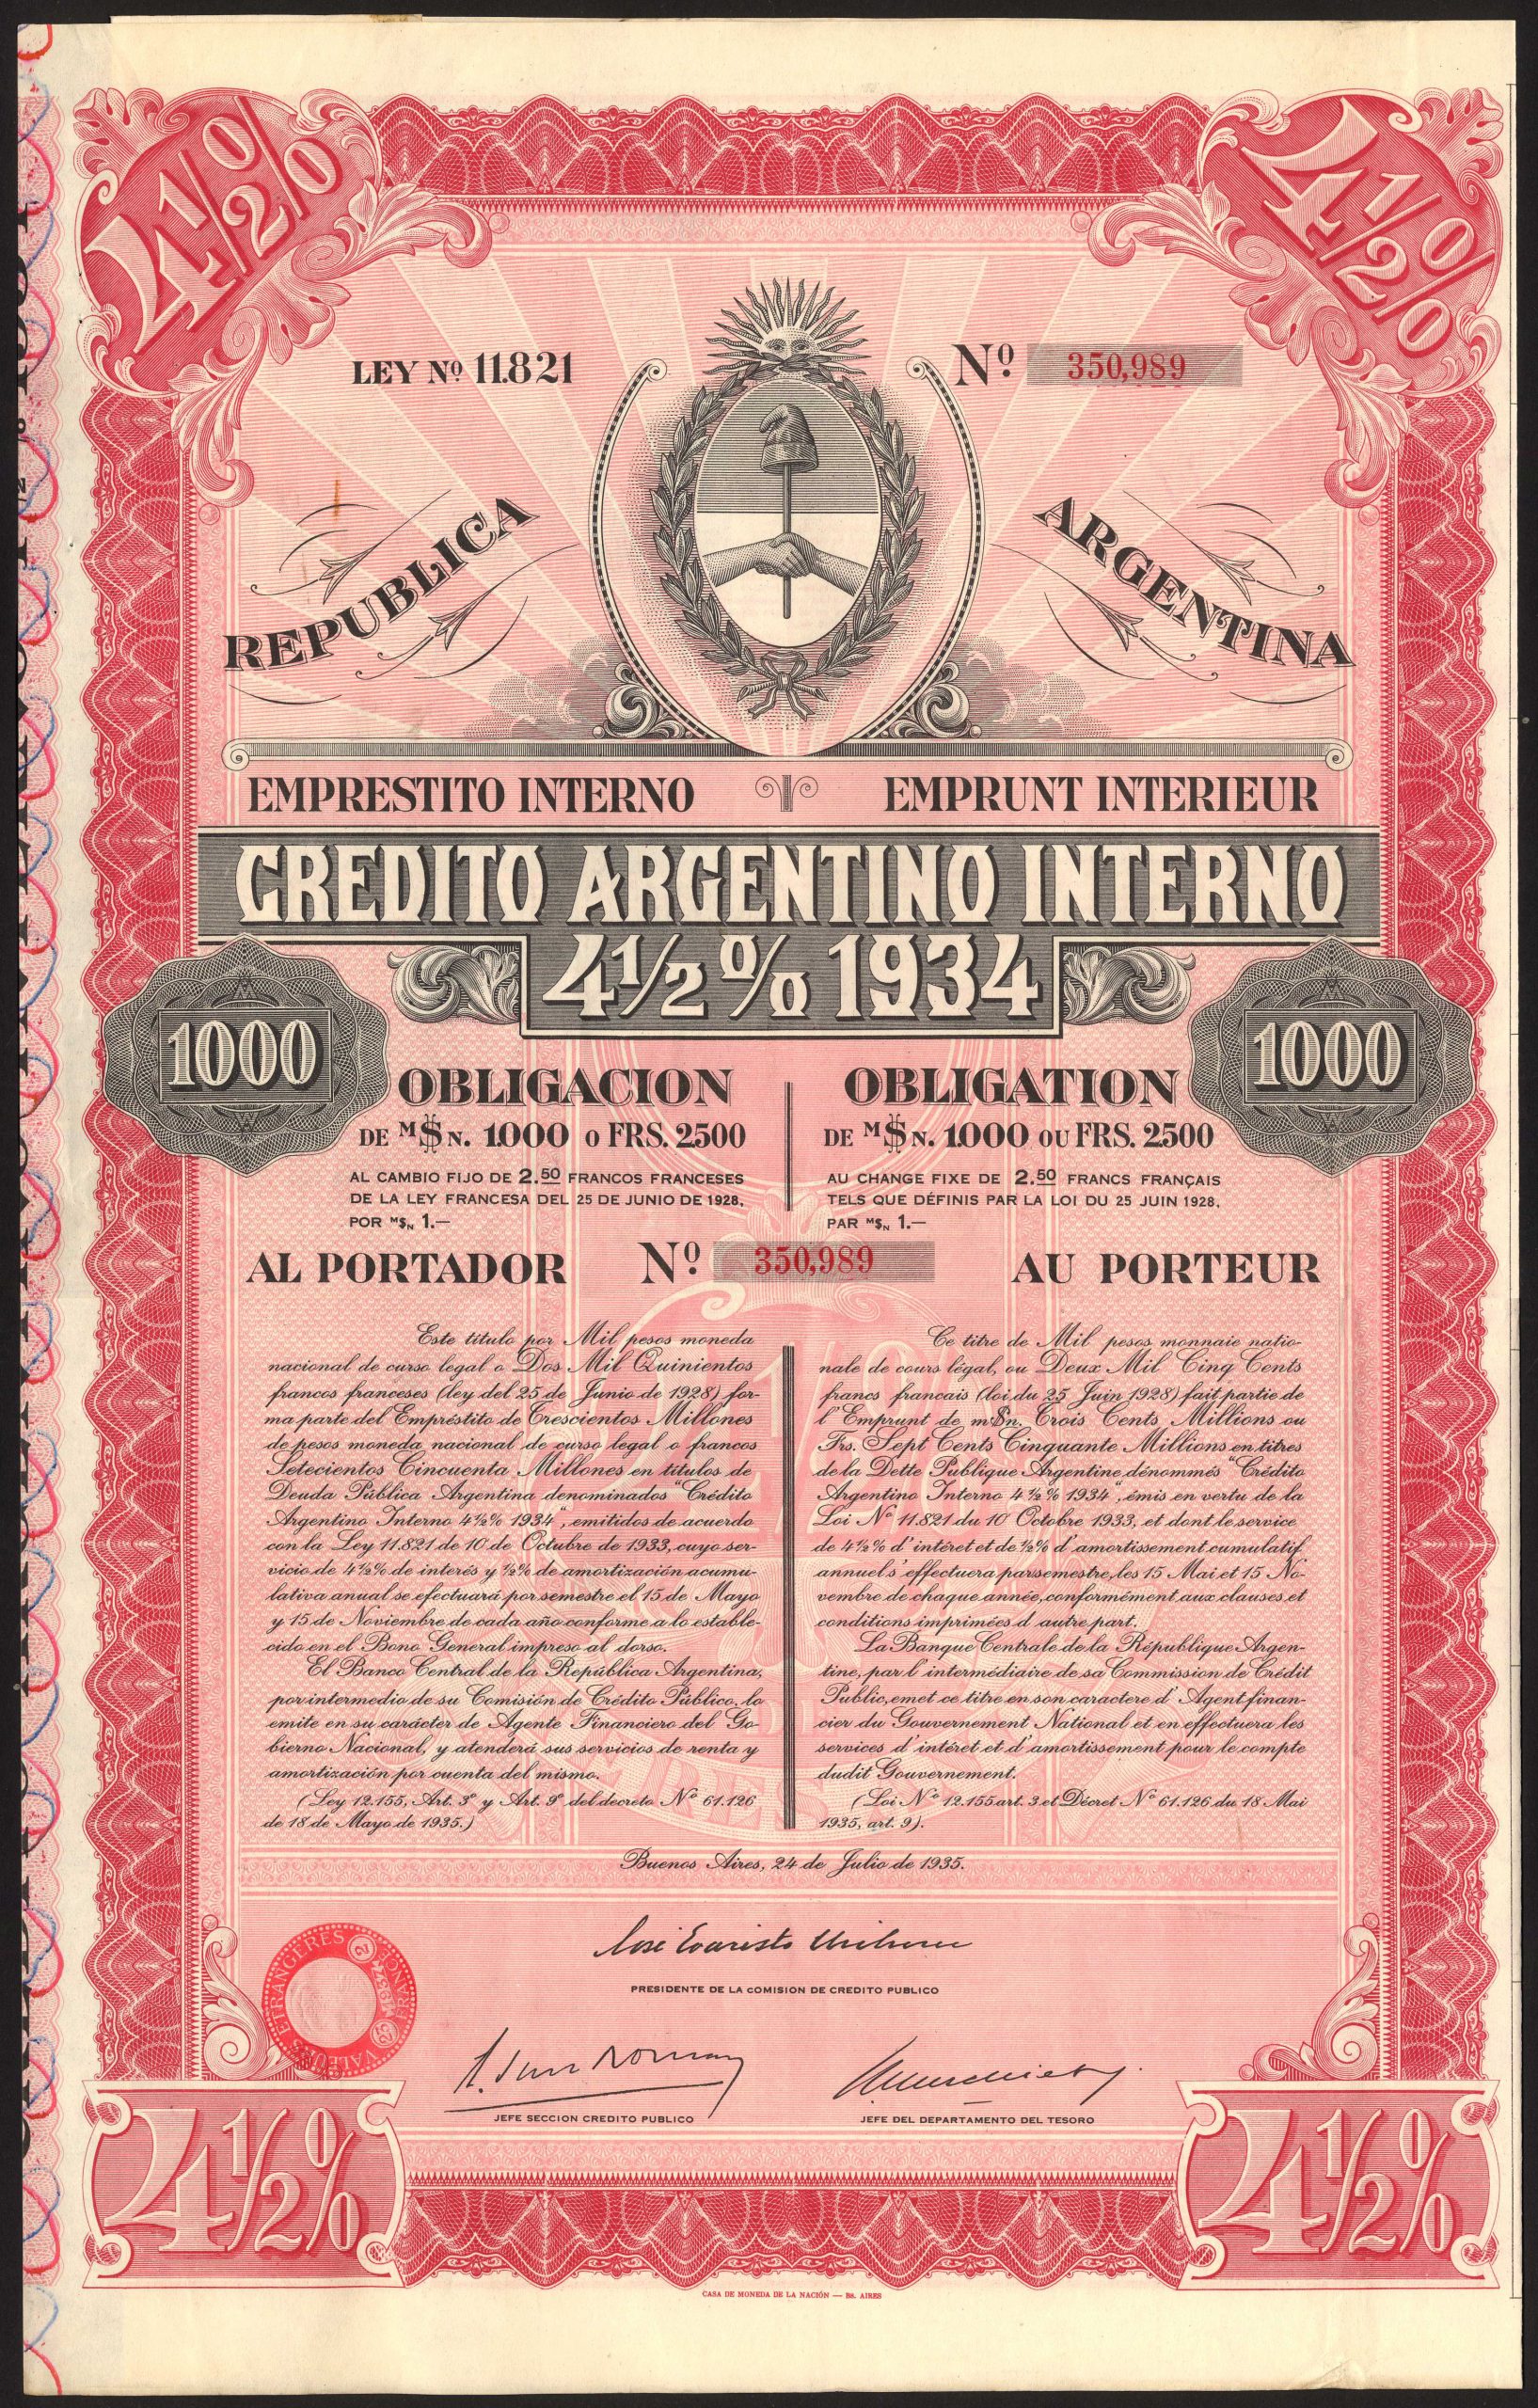 4½%
4½%
LEY Nº 11.821
Nº 350,989
REPUBLICA
ARGENTINA
EMPRESTITO INTERNO
EMPRUNT INTERIEUR
CREDITO ARGENTINO INTERNO
4½% 1934
1000
1000
OBLIGACION
DE M$N. 1.000 O FRS. 2500
AL CAMBIO FIJO DE 2.50 FRANCOS FRANCESES
DE LA LEY FRANCESA DEL 25 DE JUNIO DE 1928,
POR M$N 1.—
OBLIGATION
DE M$N. 1.000 OU FRS. 2500
AU CHANGE FIXE DE 2.50 FRANCS FRANÇAIS
TELS QUE DÉFINIS PAR LA LOI DU 25 JUIN 1928,
PAR M$N 1.—
AL PORTADOR
Nº 350,989
AU PORTEUR
Este título por Mil pesos moneda
nacional de curso legal o Dos Mil Quinientos
francos franceses (ley del 25 de Junio de 1928) for-
ma parte del Empréstito de Trescientos Millones
de pesos moneda nacional de curso legal o francos
Setecientos Cincuenta Millones en títulos de
Deuda Pública Argentina denominados "Crédito
Argentino Interno 4½% 1934", emitidos de acuerdo
con la Ley 11.821 de 10 de Octubre de 1933, cuyo ser-
vicio de 4½% de interés y ½% de amortización acumu-
lativa anual se efectuará por semestre el 15 de Mayo
y 15 de Noviembre de cada año conforme a lo estable-
cido en el Bono General impreso al dorso.
El Banco Central de la República Argentina,
por intermedio de su Comisión de Crédito Público, lo
emite en su carácter de Agente Financiero del Go-
bierno Nacional, y atenderá sus servicios de renta y
amortización por cuenta del mismo.
(Ley 12.155, Art. 3º y Art. 9º del decreto Nº 61.126
de 18 de Mayo de 1935.)
Ce titre de Mil pesos monnaie natio-
nale de cours légal, ou Deux Mil Cinq Cents
francs francais (loi du 25 Juin 1928) fait partie de
l'Emprunt de m$n. Trois Cents Millions ou
Frs. Sept Cents Cinquante Millions en titres
de la Dette Publique Argentine dénommés "Crédito
Argentino Interno 4½% 1934", émis en vertu de la
Loi Nº 11.821 du 10 Octobre 1933, et dont le service
de 4½% d'intéret et de ½% d'amortissement cumulatif
annuel s'effectuera par semestre, les 15 Mai et 15 No-
vembre de chaque année, conformément aux clauses et
conditions imprimées d'autre part.
La Banque Centrale de la République Argen-
tine, par l'intermédiaire de sa Commission de Crédit
Public, emet ce titre en son caractere d'Agent finan-
cier du Gouvernement National et en effectuera les
services d'intéret et d'amortissement pour le compte
dudit Gouvernement.
(Loi Nº 12.155 art. 3. et Décret Nº 61.126 du 18 Mai
1935, art. 9).
Buenos Aires, 24 de Julio de 1935.
José Evaristo Uriburu
PRESIDENTE DE LA COMISION DE CREDITO PUBLICO
VALEURS ETRANGERES
FRANCE
JEFE SECCION CREDITO PUBLICO
JEFE DEL DEPARTAMENTO DEL TESORO
4½%
4½%
CASA DE MONEDA DE LA NACIÓN — BS. AIRES